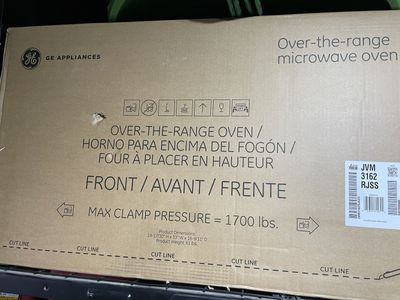 GE APPLIANCES
Over-the-range
microwave oven
OVER-THE-RANGE OVEN /
HORNO PARA ENCIMA DEL FOGÓN /
FOUR À PLACER EN HAUTEUR
FRONT / AVANT / FRENTE
MAX CLAMP PRESSURE = 1700 lbs.
JVM
3162
RJSS
Product Dimensions:
CUT LINE
CUT LINE
CUT LINE
CUT LINE
CUT LINE